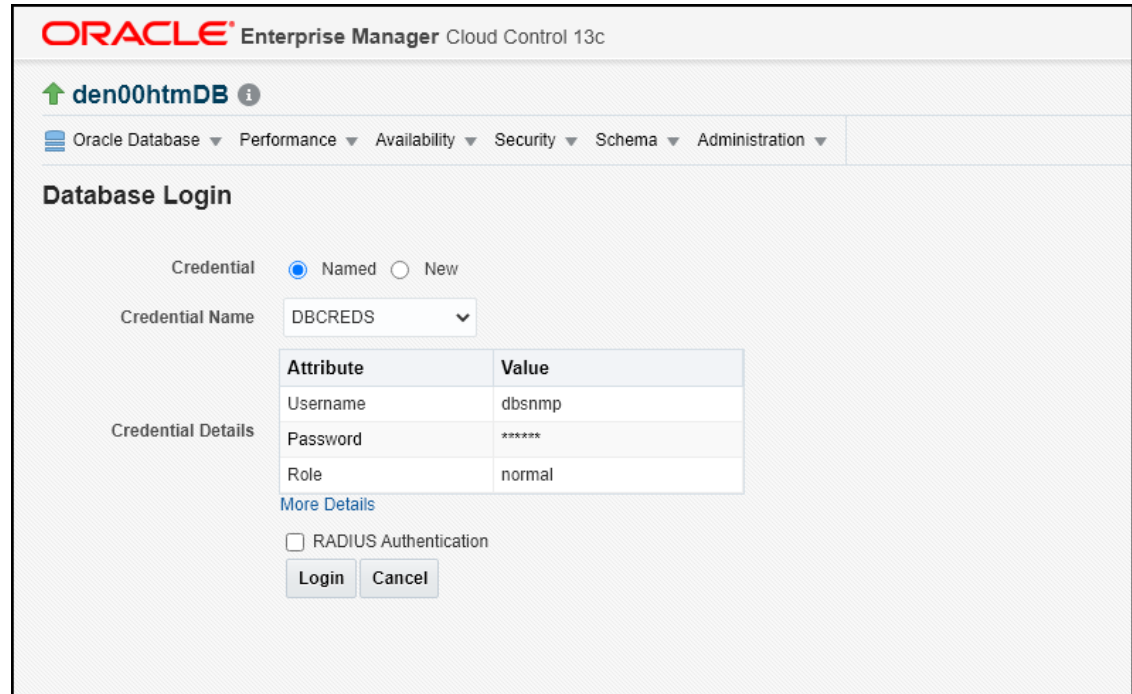 ORACLE Enterprise Manager Cloud Control 13c
den00htmDB
Oracle Database Performance Availability Security Schema Administration
Database Login
Credential Named New
Credential Name DBCREDS
Attribute Value
Username dbsnmp
Credential Details
Password ******
Role normal
More Details
RADIUS Authentication
Login Cancel